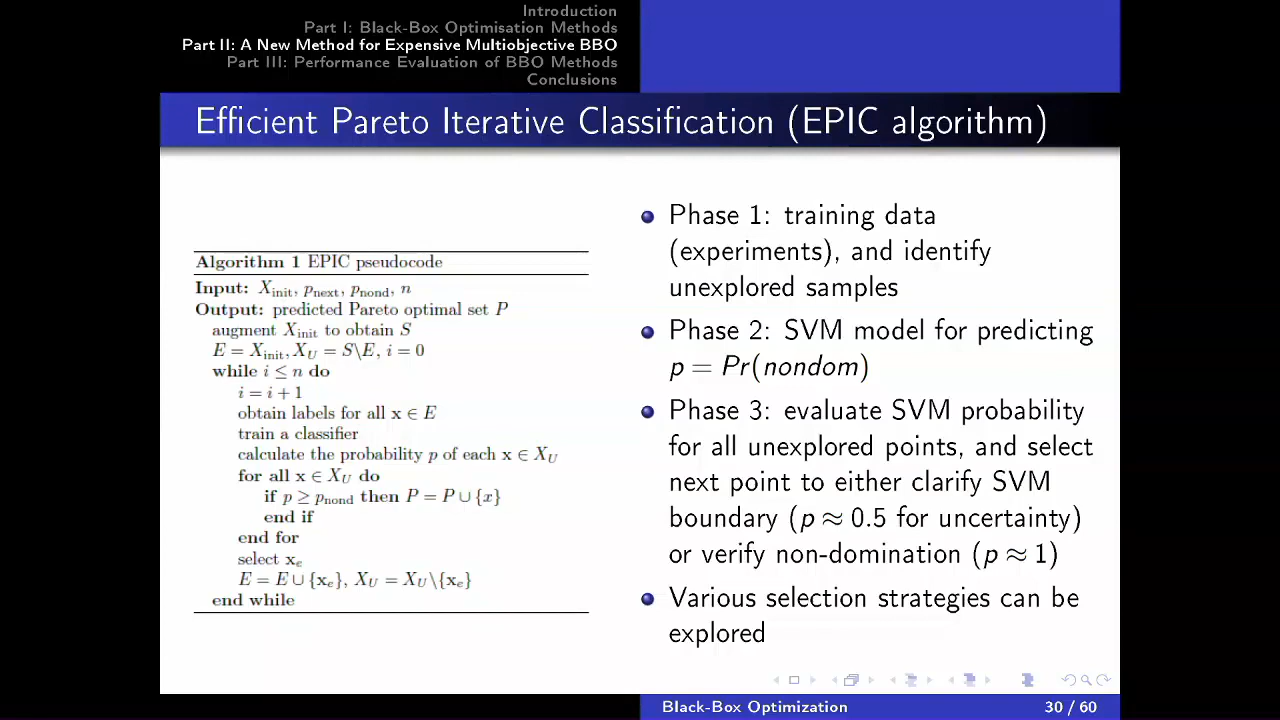 Introduction
Part I: Black-Box Optimisation Methods
Part II: A New Method for Expensive Multiobjective BBO
Part III: Performance Evaluation of BBO Methods
Conclusions
Efficient Pareto Iterative Classification (EPIC algorithm)
Algorithm 1 EPIC pseudocode
Input: X_init, p_next, p_nond, n
Output: predicted Pareto optimal set P
augment X_init to obtain S
E = X_init, X_U = S\E, i = 0
while i ≤ n do
i = i + 1
obtain labels for all x ∈ E
train a classifier
calculate the probability p of each x ∈ X_U
for all x ∈ X_U do
if p ≥ p_nond then P = P ∪ {x}
end if
end for
select x_e
E = E ∪ {x_e}, X_U = X_U\{x_e}
end while
Phase 1: training data
(experiments), and identify
unexplored samples
Phase 2: SVM model for predicting
p = Pr(nondom)
Phase 3: evaluate SVM probability
for all unexplored points, and select
next point to either clarify SVM
boundary (p ≈ 0.5 for uncertainty)
or verify non-domination (p ≈ 1)
Various selection strategies can be
explored
Black-Box Optimization
30 / 60